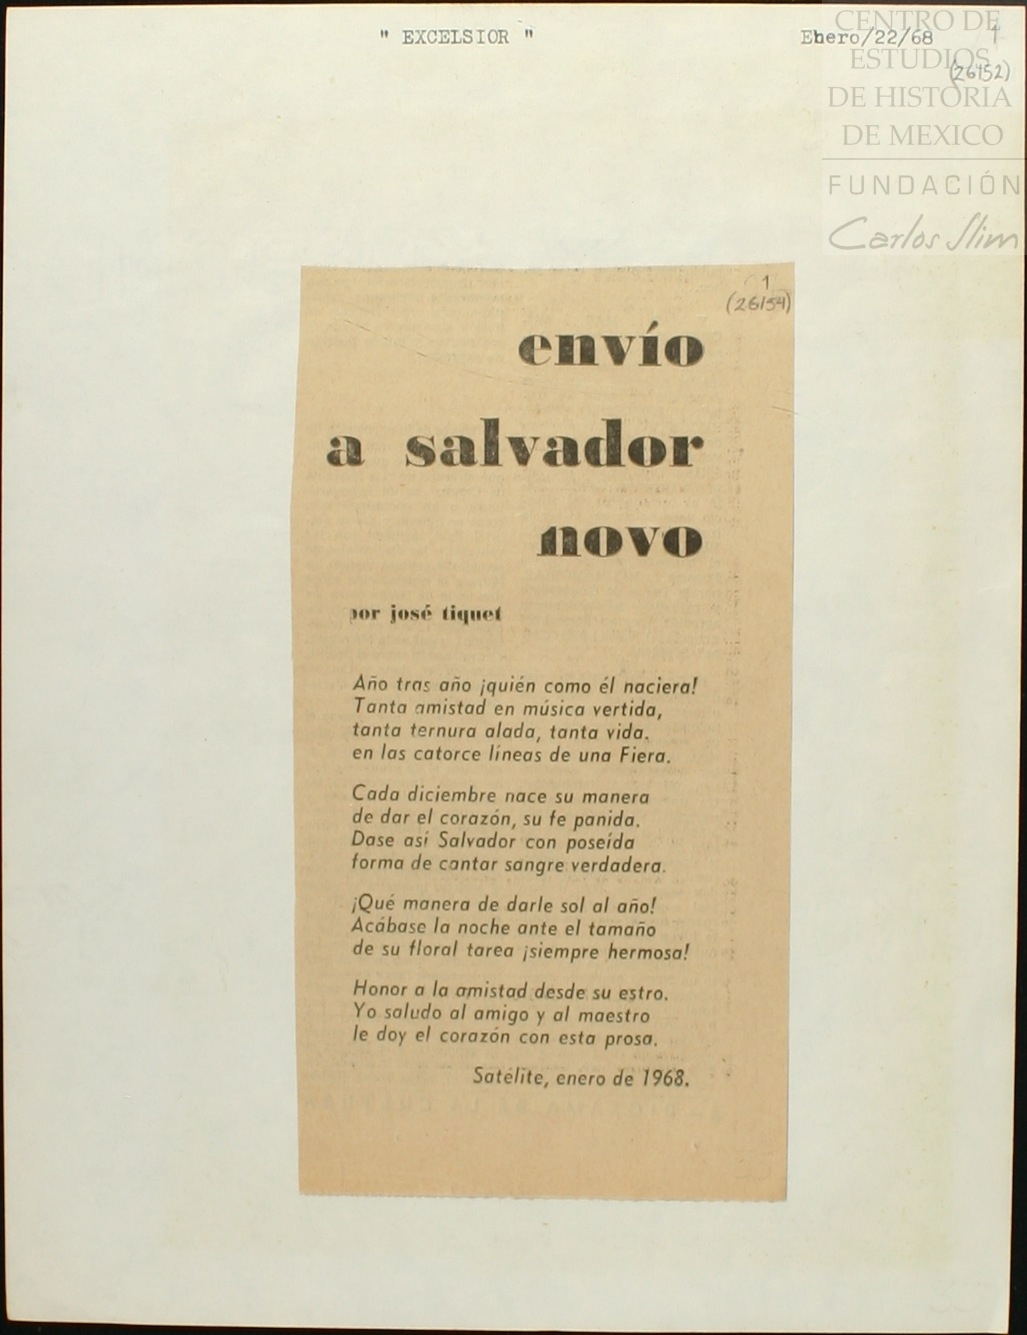 " EXCELSIOR "
Enero/22/68
1
(26152)
CENTRO DE
ESTUDIOS
DE HISTORIA
DE MEXICO
FUNDACIÓN
Carlos Slim
1
(26154)
envío
a salvador
novo
por josé tiquet
Año tras año ¡quién como él naciera!
Tanta amistad en música vertida,
tanta ternura alada, tanta vida.
en las catorce líneas de una Fiera.
Cada diciembre nace su manera
de dar el corazón, su fe panida.
Dase así Salvador con poseída
forma de cantar sangre verdadera.
¡Qué manera de darle sol al año!
Acábase la noche ante el tamaño
de su floral tarea ¡siempre hermosa!
Honor a la amistad desde su estro.
Yo saludo al amigo y al maestro
le doy el corazón con esta prosa.
Satélite, enero de 1968.